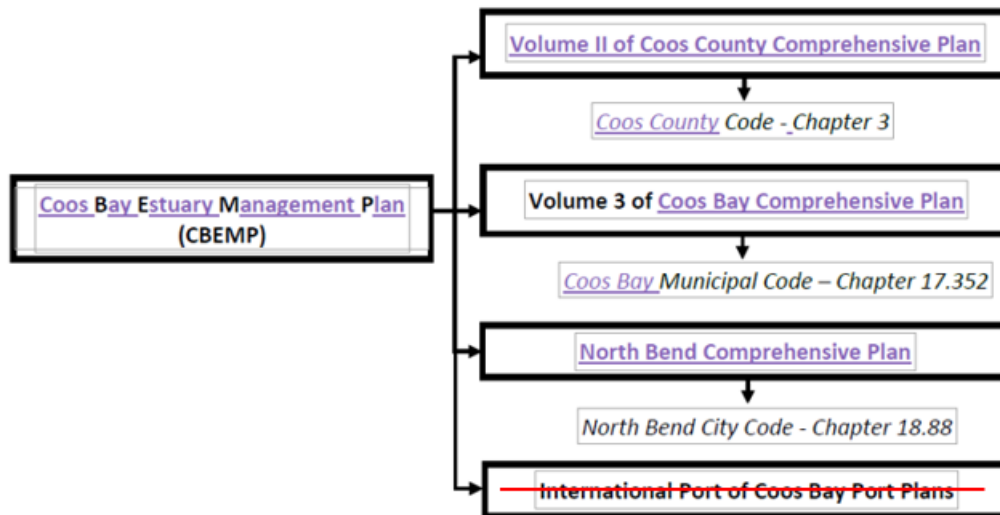 Volume II of Coos County Comprehensive Plan
Coos County Code - Chapter 3
Coos Bay Estuary Management Plan
(CBEMP)
Volume 3 of Coos Bay Comprehensive Plan
Coos Bay Municipal Code – Chapter 17.352
North Bend Comprehensive Plan
North Bend City Code - Chapter 18.88
International Port of Coos Bay Port Plans